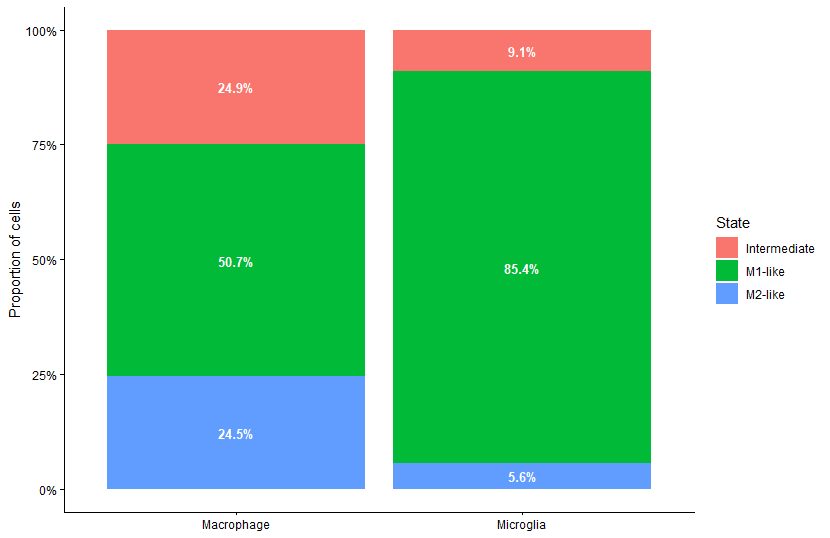 100%
75%
50%
25%
0%
Proportion of cells
24.9%
50.7%
24.5%
9.1%
85.4%
5.6%
Macrophage
Microglia
State
Intermediate
M1-like
M2-like